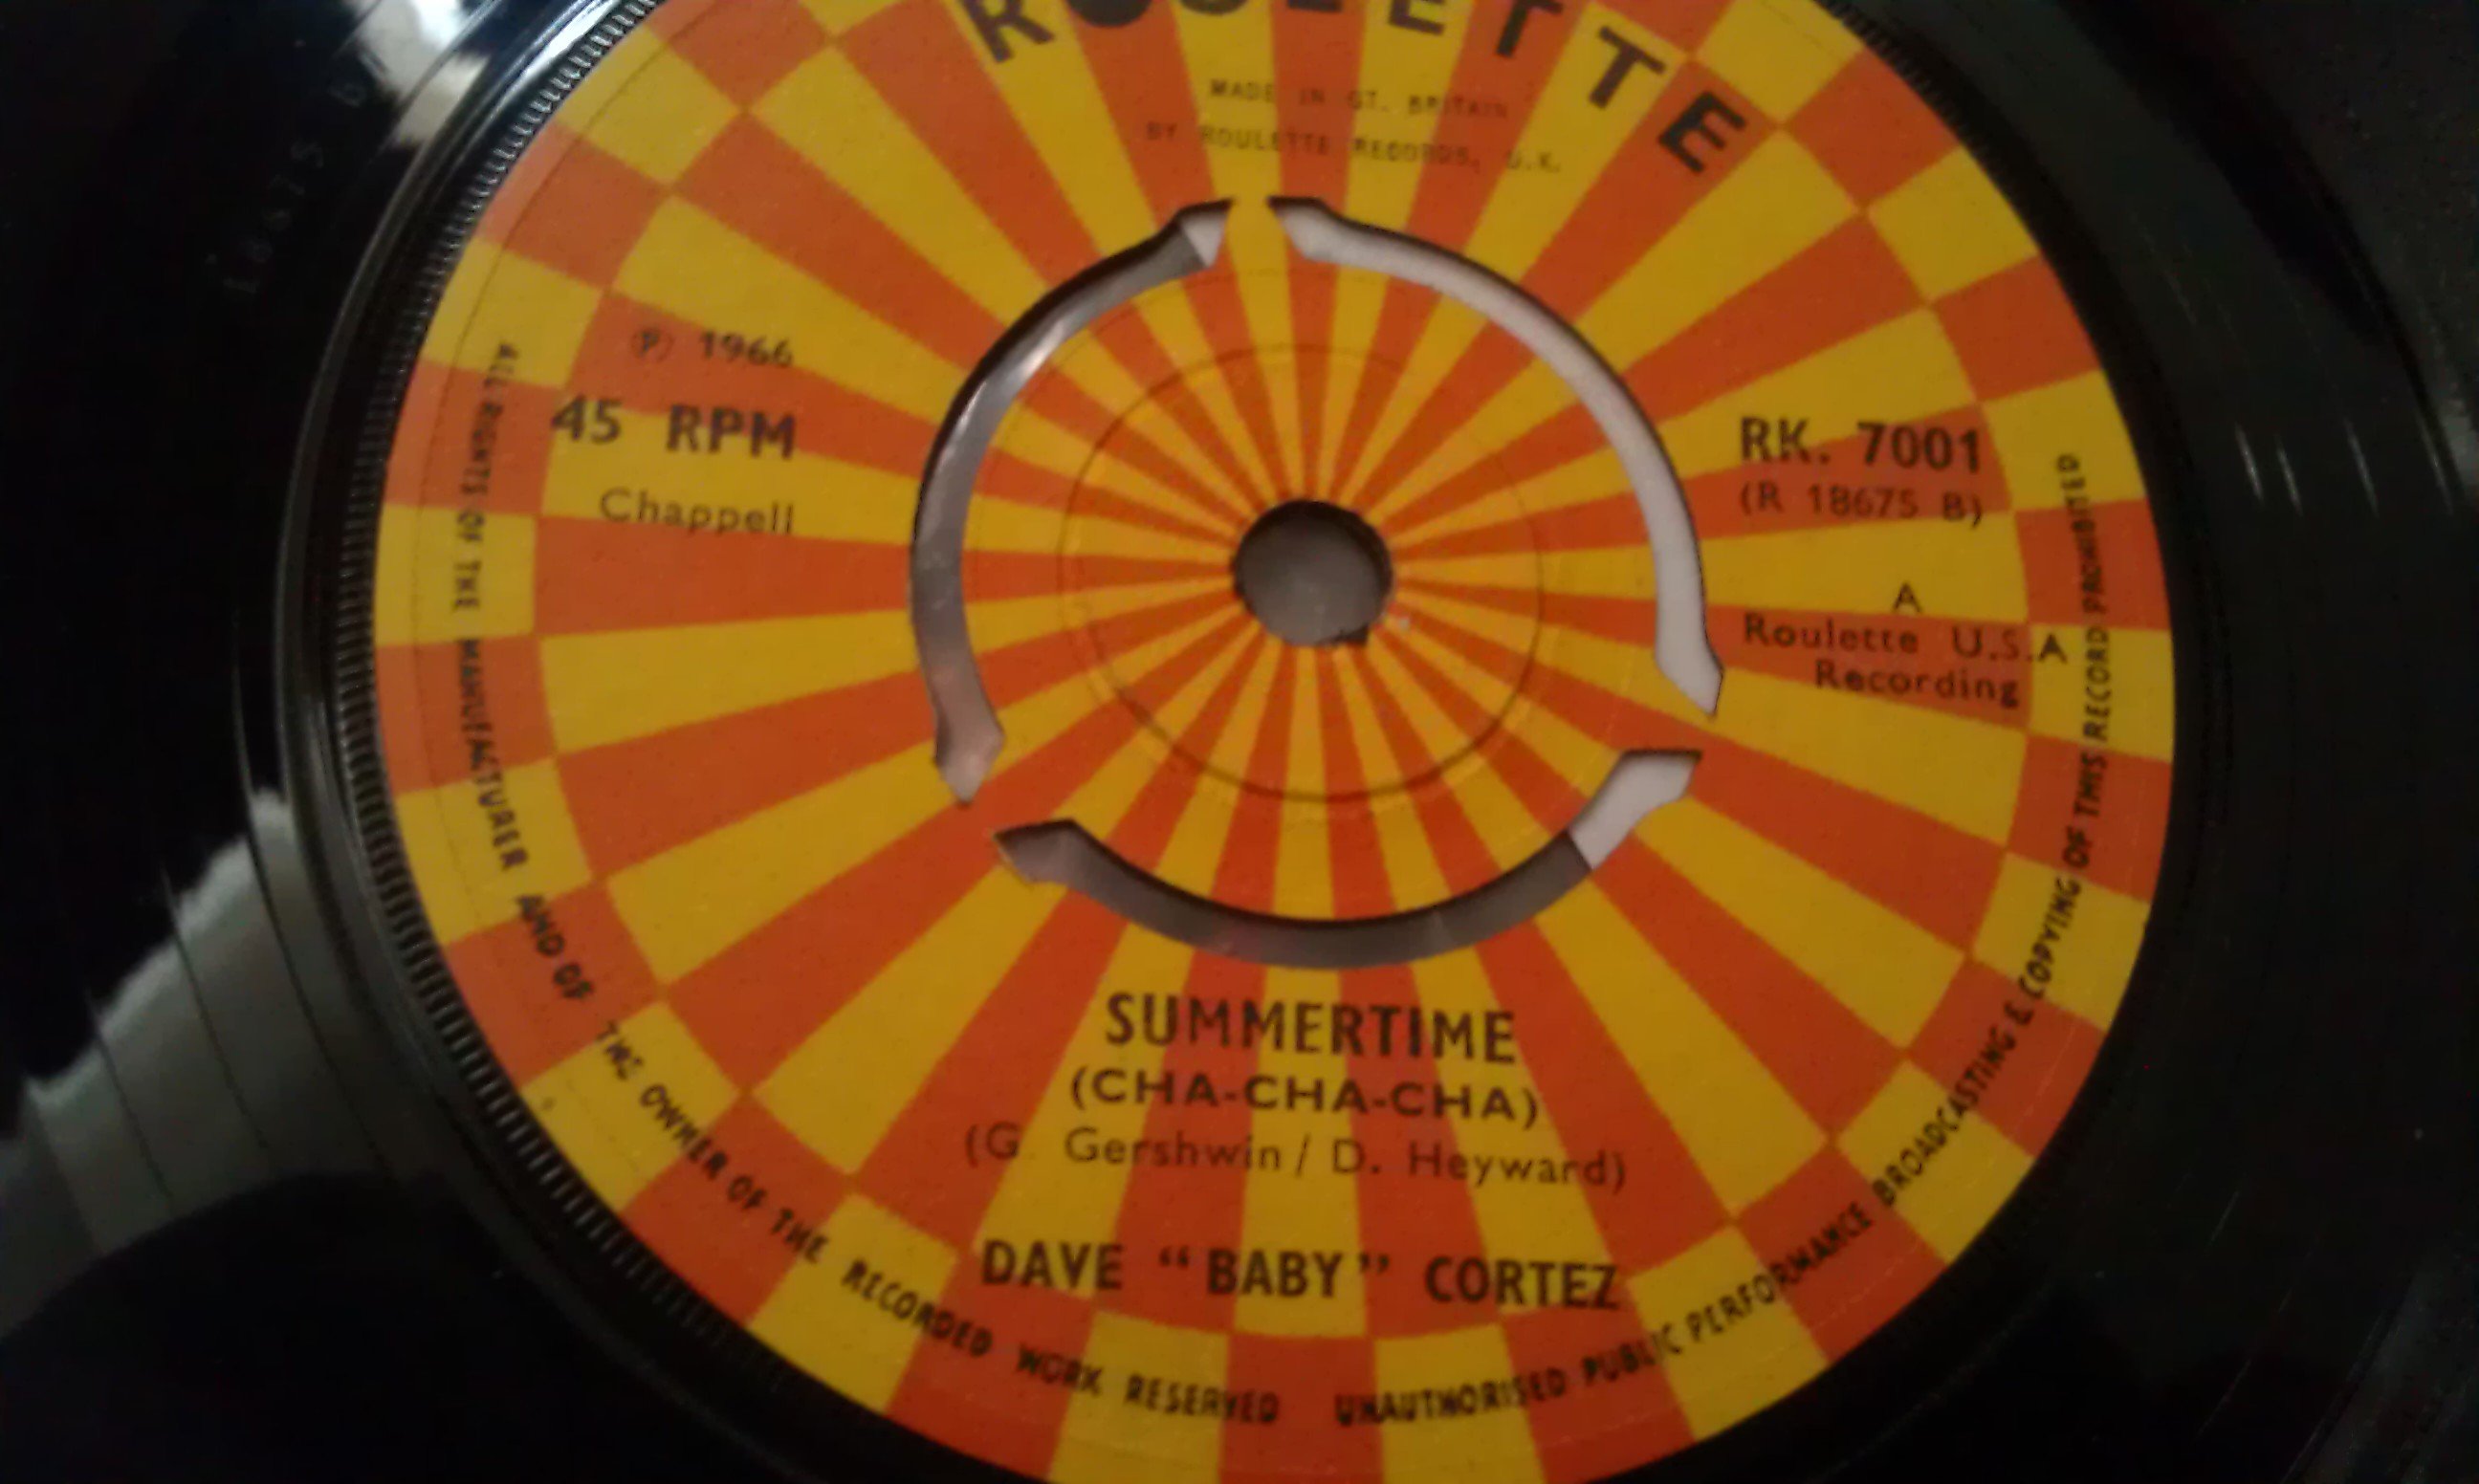 ROULETTE
MADE IN GT. BRITAIN
BY ROULETTE RECORDS, U.K.
Ⓟ 1966
45 RPM
Chappell
RK. 7001
(R 18675 B)
A
Roulette U.S.A
Recording
SUMMERTIME
(CHA-CHA-CHA)
(G. Gershwin / D. Heyward)
DAVE “BABY” CORTEZ
ALL RIGHTS OF THE MANUFACTURER AND OF THE OWNER OF THE RECORDED WORK RESERVED UNAUTHORISED PUBLIC PERFORMANCE BROADCASTING & COPYING OF THIS RECORD PROHIBITED